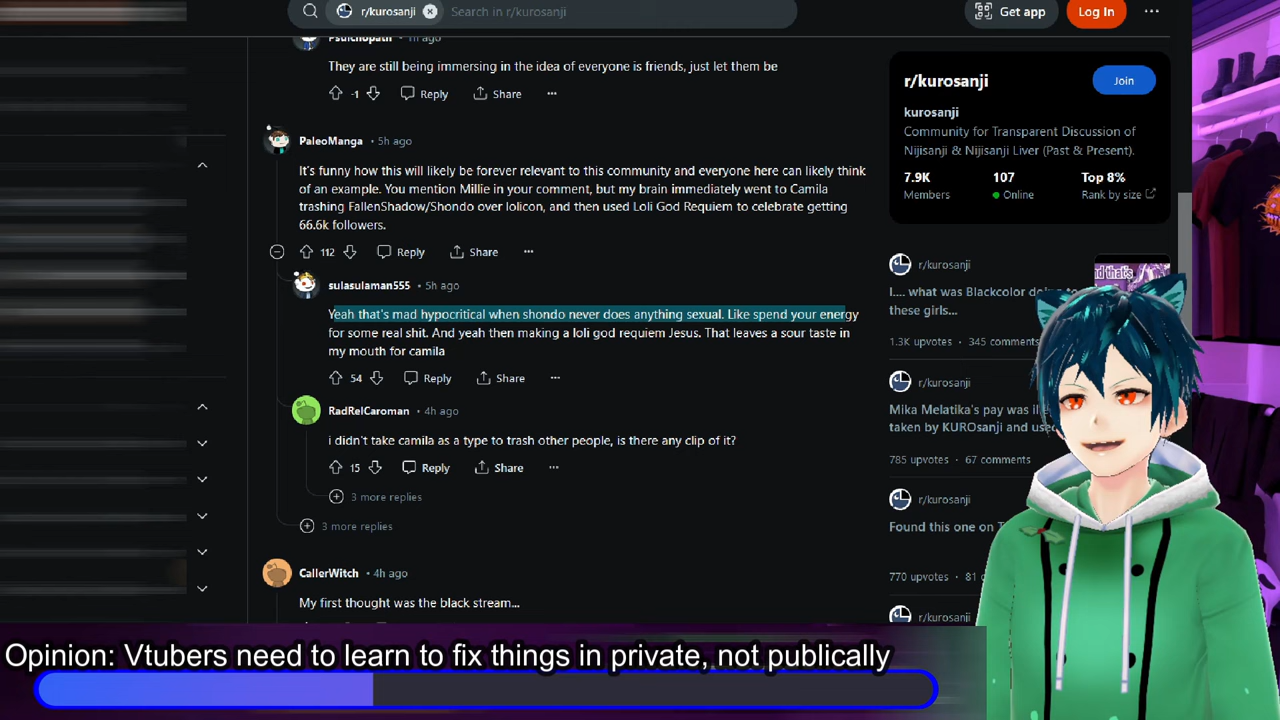 r/kurosanji
Search in r/kurosanji
Get app
Log In
Psulchopath · 1h ago
They are still being immersing in the idea of everyone is friends, just let them be
-1
Reply
Share
PaleoManga • 5h ago
It's funny how this will likely be forever relevant to this community and everyone here can likely think
of an example. You mention Millie in your comment, but my brain immediately went to Camila
trashing FallenShadow/Shondo over lolicon, and then used Loli God Requiem to celebrate getting
66.6k followers.
112
Reply
Share
sulasulaman555 • 5h ago
Yeah that's mad hypocritical when shondo never does anything sexual. Like spend your energy
for some real shit. And yeah then making a loli god requiem Jesus. That leaves a sour taste in
my mouth for camila
54
Reply
Share
RadRelCaroman • 4h ago
i didn't take camila as a type to trash other people, is there any clip of it?
15
Reply
Share
3 more replies
3 more replies
CallerWitch • 4h ago
My first thought was the black stream...
r/kurosanji
Join
kurosanji
Community for Transparent Discussion of
Nijisanji & Nijisanji Liver (Past & Present).
7.9K
107
Top 8%
Members
Online
Rank by size
r/kurosanji
nd that's
I.... what was Blackcolor doing to
these girls...
1.3K upvotes • 345 comments
r/kurosanji
Mika Melatika's pay was
taken by KUROsanji and used
785 upvotes • 67 comments
r/kurosanji
Found this one on
770 upvotes • 81
r/kurosanji
Opinion: Vtubers need to learn to fix things in private, not publically